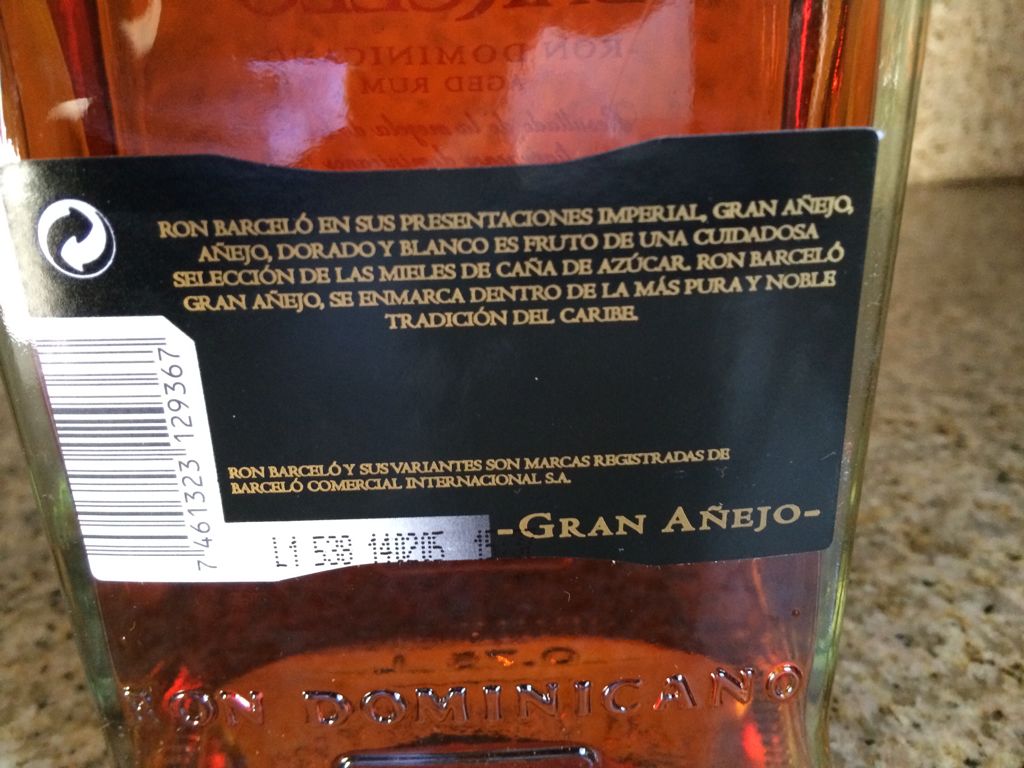 RON DOMINICANO
AGED RUM
RON BARCELÓ EN SUS PRESENTACIONES IMPERIAL, GRAN AÑEJO,
AÑEJO, DORADO Y BLANCO ES FRUTO DE UNA CUIDADOSA
SELECCIÓN DE LAS MIELES DE CAÑA DE AZÚCAR. RON BARCELÓ
GRAN AÑEJO, SE ENMARCA DENTRO DE LA MÁS PURA Y NOBLE
TRADICIÓN DEL CARIBE.
7 461323 129367
RON BARCELÓ Y SUS VARIANTES SON MARCAS REGISTRADAS DE
BARCELÓ COMERCIAL INTERNACIONAL S.A.
-GRAN AÑEJO-
L1 538 140205
RON DOMINICANO